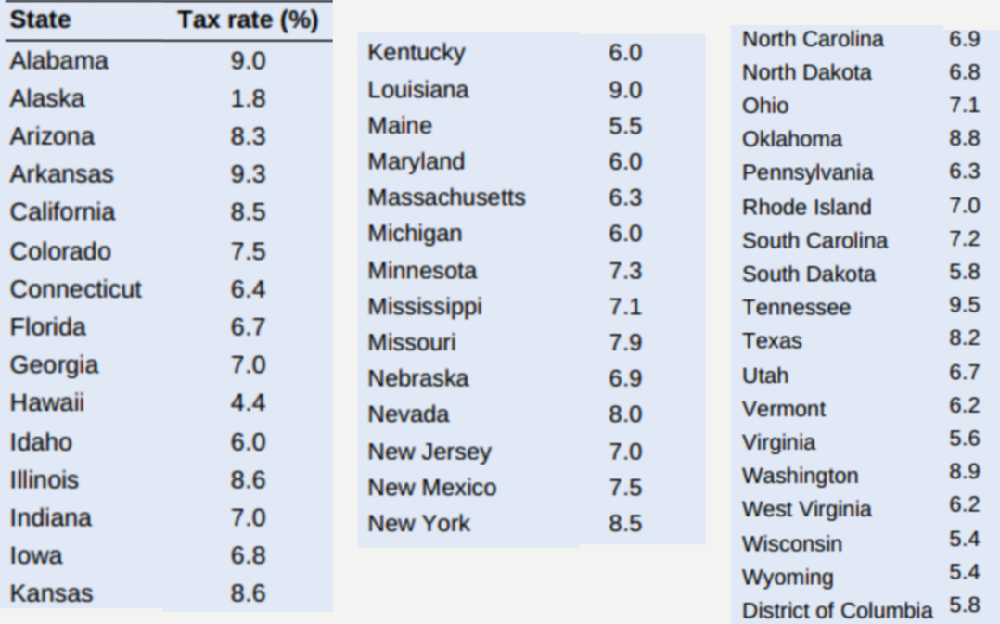 State Tax rate (%)
Alabama 9.0
Alaska 1.8
Arizona 8.3
Arkansas 9.3
California 8.5
Colorado 7.5
Connecticut 6.4
Florida 6.7
Georgia 7.0
Hawaii 4.4
Idaho 6.0
Illinois 8.6
Indiana 7.0
Iowa 6.8
Kansas 8.6
Kentucky 6.0
Louisiana 9.0
Maine 5.5
Maryland 6.0
Massachusetts 6.3
Michigan 6.0
Minnesota 7.3
Mississippi 7.1
Missouri 7.9
Nebraska 6.9
Nevada 8.0
New Jersey 7.0
New Mexico 7.5
New York 8.5
North Carolina 6.9
North Dakota 6.8
Ohio 7.1
Oklahoma 8.8
Pennsylvania 6.3
Rhode Island 7.0
South Carolina 7.2
South Dakota 5.8
Tennessee 9.5
Texas 8.2
Utah 6.7
Vermont 6.2
Virginia 5.6
Washington 8.9
West Virginia 6.2
Wisconsin 5.4
Wyoming 5.4
District of Columbia 5.8